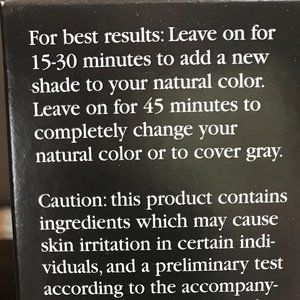 For best results: Leave on for
15-30 minutes to add a new
shade to your natural color.
Leave on for 45 minutes to
completely change your
natural color or to cover gray.
Caution: this product contains
ingredients which may cause
skin irritation in certain indi-
viduals, and a preliminary test
according to the accompany-